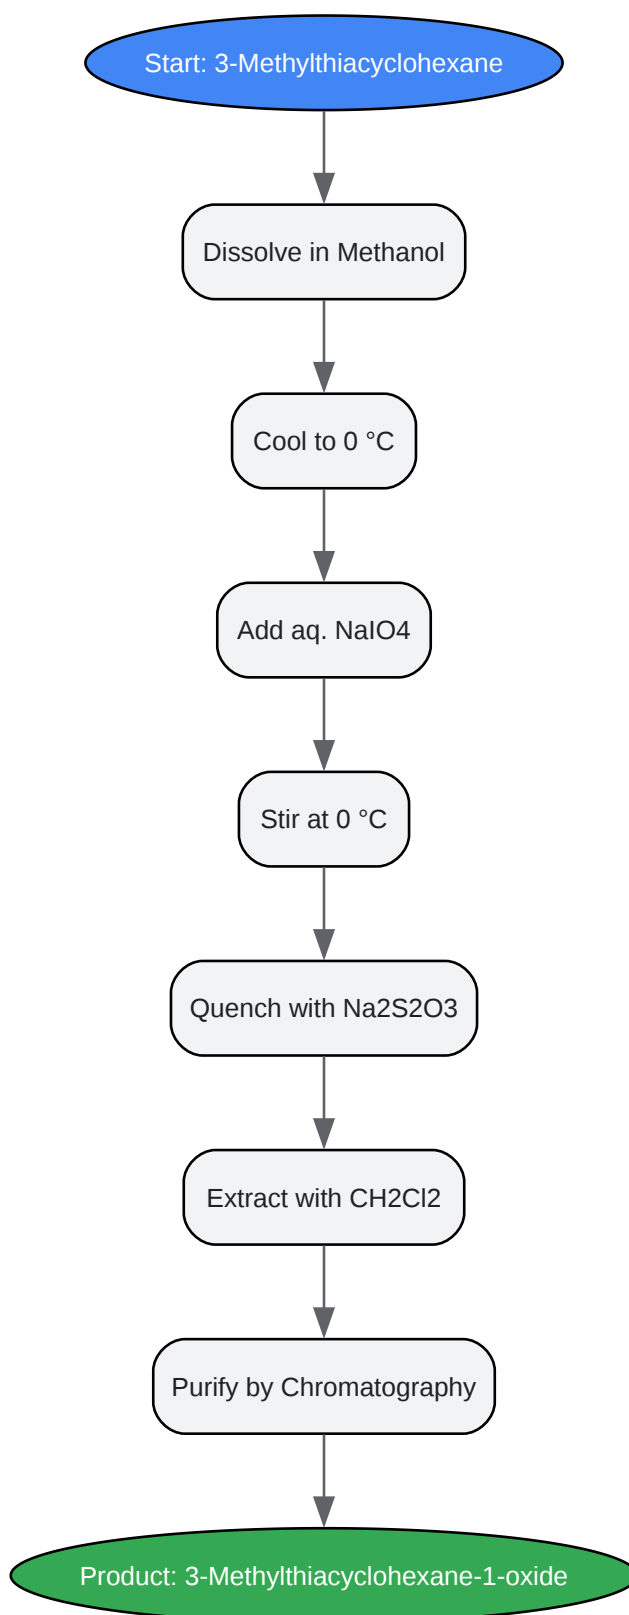 Start: 3-Methylthiacyclohexane
Dissolve in Methanol
Cool to 0 °C
Add aq. NaIO4
Stir at 0 °C
Quench with Na2S2O3
Extract with CH2Cl2
Purify by Chromatography
Product: 3-Methylthiacyclohexane-1-oxide